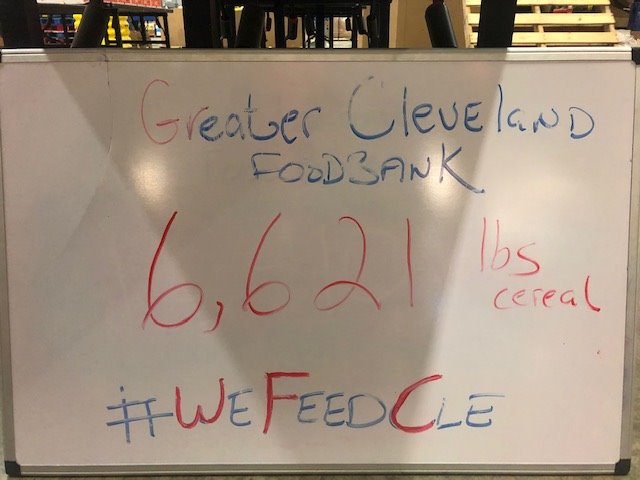 Greater Cleveland
FOODBANK
6,621 lbs
cereal
#WeFeedCle